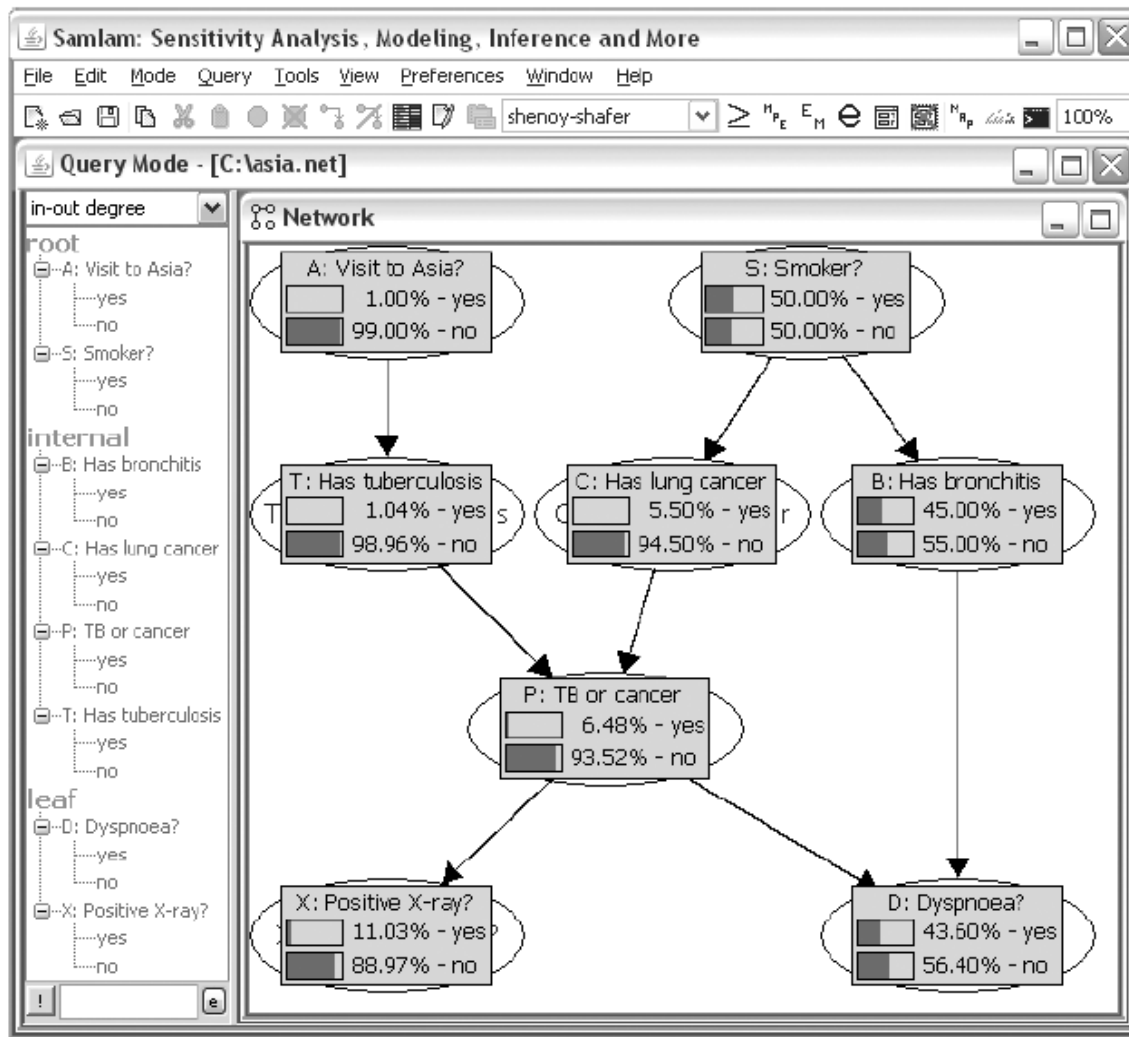 SamIam: Sensitivity Analysis, Modeling, Inference and More
File Edit Mode Query Tools View Preferences Window Help
shenoy-shafer
100%
Query Mode - [C:\asia.net]
in-out degree
root
A: Visit to Asia?
yes
no
S: Smoker?
yes
no
internal
B: Has bronchitis
yes
no
C: Has lung cancer
yes
no
P: TB or cancer
yes
no
T: Has tuberculosis
yes
no
leaf
D: Dyspnoea?
yes
no
X: Positive X-ray?
yes
no
!
e
Network
A: Visit to Asia?
1.00% - yes
99.00% - no
S: Smoker?
50.00% - yes
50.00% - no
T: Has tuberculosis
1.04% - yes
98.96% - no
C: Has lung cancer
5.50% - yes
94.50% - no
B: Has bronchitis
45.00% - yes
55.00% - no
P: TB or cancer
6.48% - yes
93.52% - no
X: Positive X-ray?
11.03% - yes
88.97% - no
D: Dyspnoea?
43.60% - yes
56.40% - no